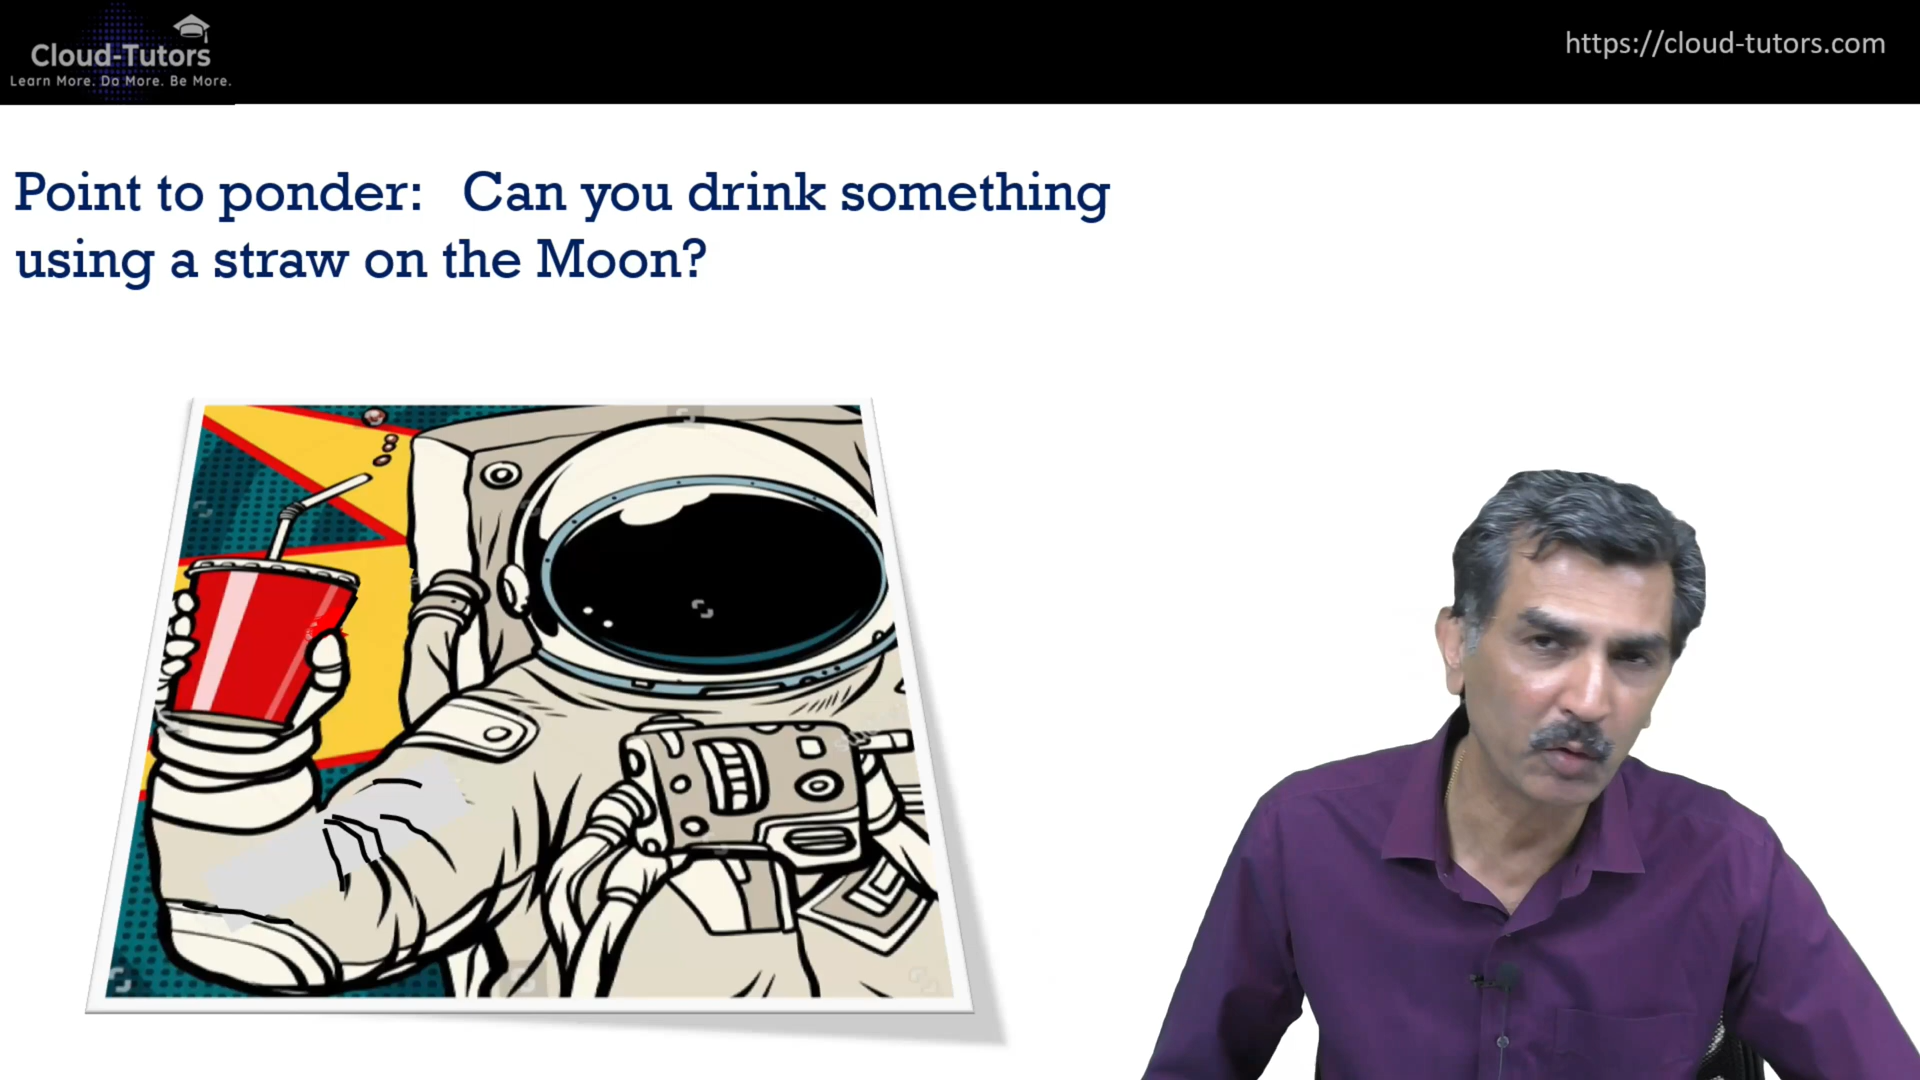 Cloud-Tutors
Learn More. Do More. Be More.
https://cloud-tutors.com
Point to ponder: Can you drink something
using a straw on the Moon?